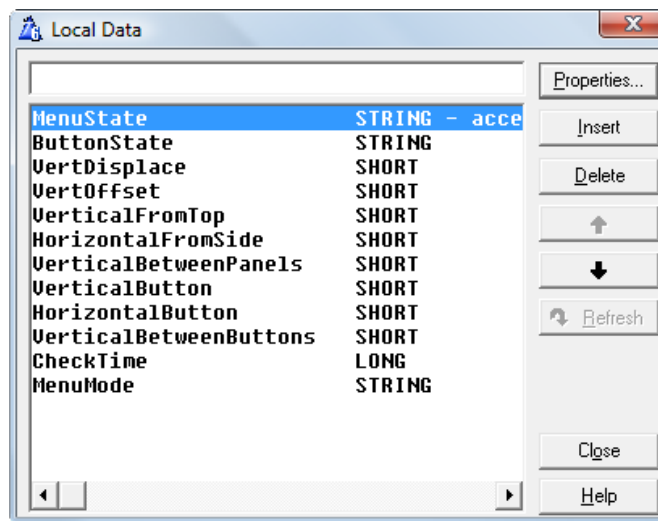 Local Data
Properties...
MenuState STRING - acce
Insert
ButtonState STRING
VertDisplace SHORT
Delete
VertOffset SHORT
VerticalFromTop SHORT
HorizontalFromSide SHORT
VerticalBetweenPanels SHORT
VerticalButton SHORT
HorizontalButton SHORT
Refresh
VerticalBetweenButtons SHORT
CheckTime LONG
MenuMode STRING
Close
Help